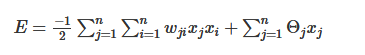 E = \frac{-1}{2} \sum_{j=1}^{n} \sum_{i=1}^{n} w_{ji} x_j x_i + \sum_{j=1}^{n} \Theta_j x_j